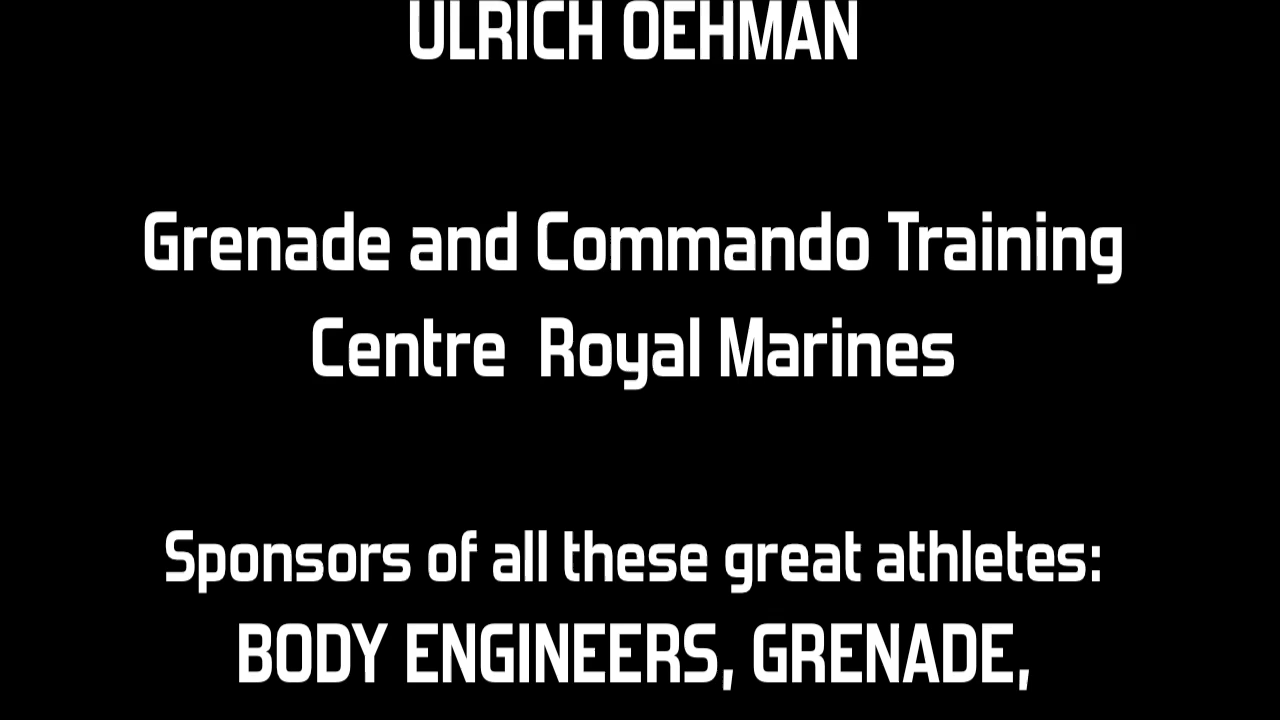 ULRICH OEHMAN
Grenade and Commando Training
Centre Royal Marines
Sponsors of all these great athletes:
BODY ENGINEERS, GRENADE,